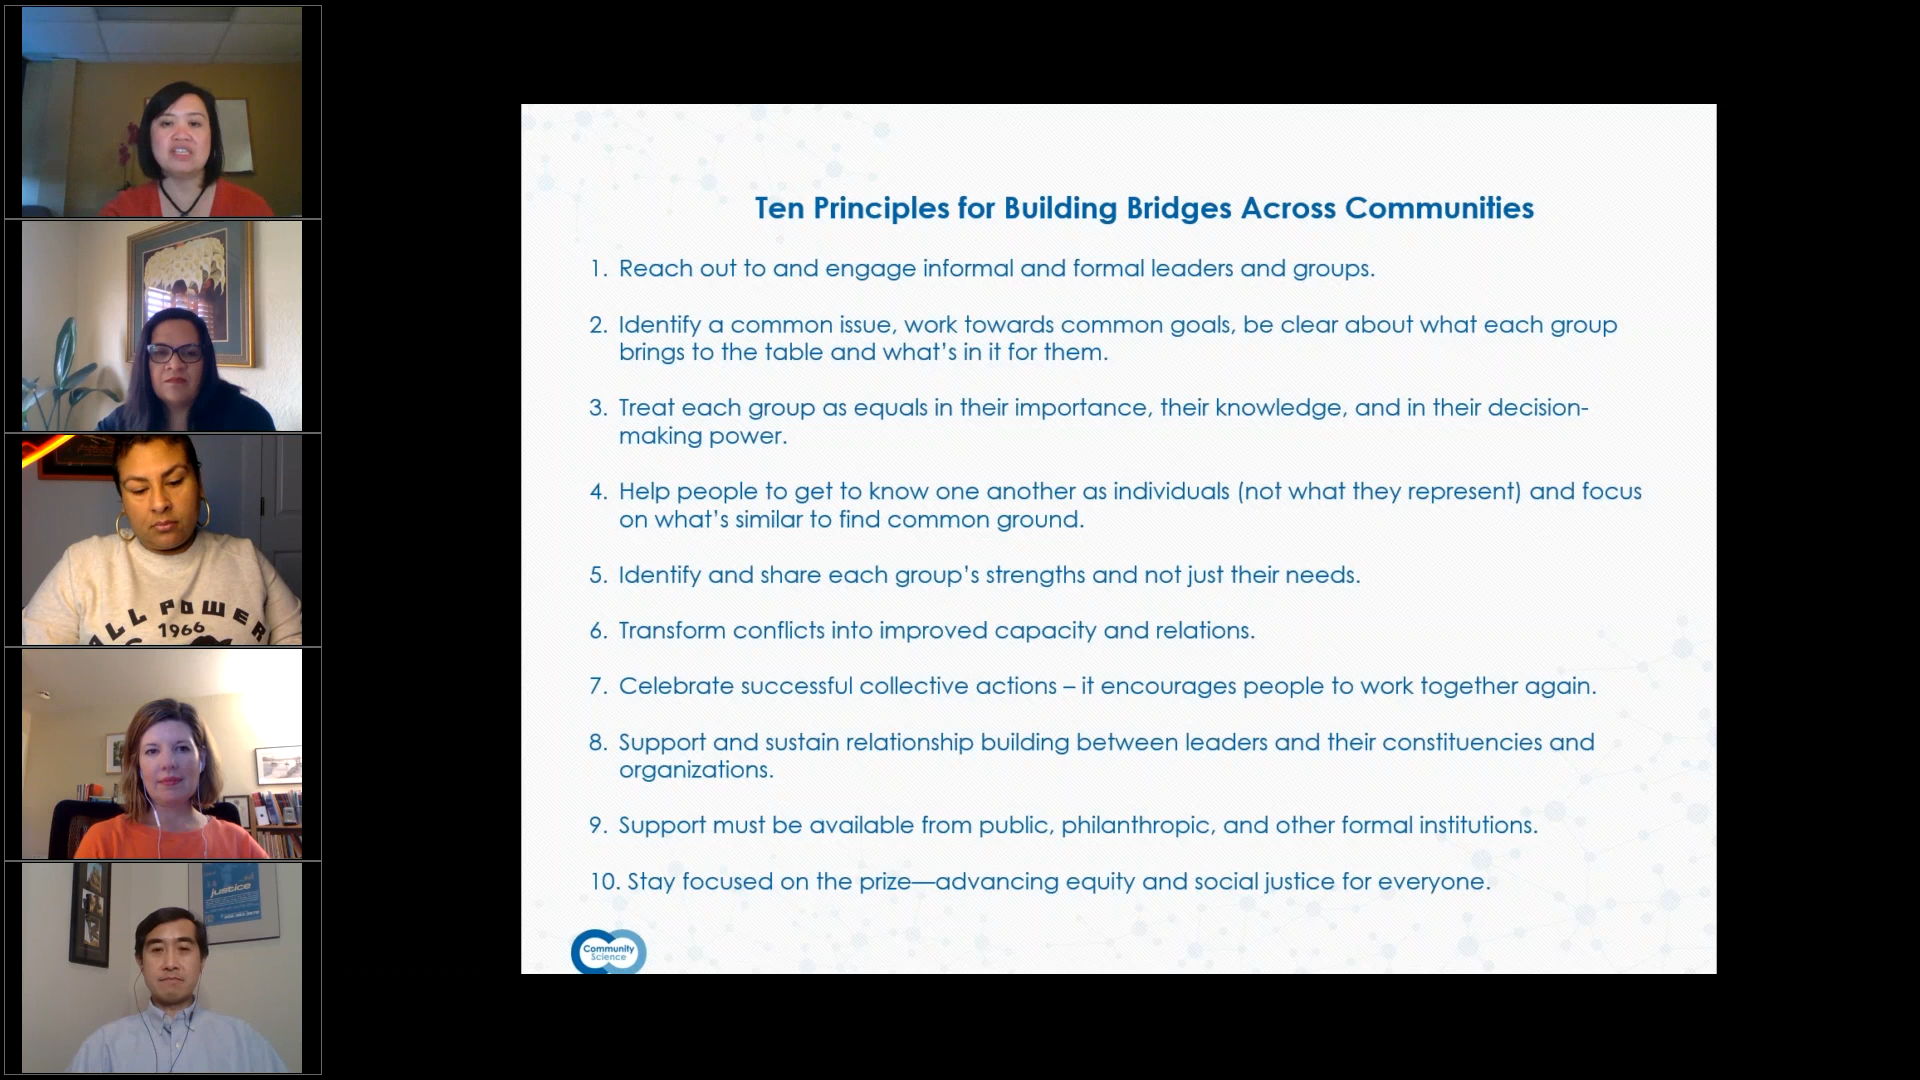 Ten Principles for Building Bridges Across Communities
1. Reach out to and engage informal and formal leaders and groups.
2. Identify a common issue, work towards common goals, be clear about what each group
brings to the table and what's in it for them.
3. Treat each group as equals in their importance, their knowledge, and in their decision-
making power.
4. Help people to get to know one another as individuals (not what they represent) and focus
on what's similar to find common ground.
5. Identify and share each group's strengths and not just their needs.
6. Transform conflicts into improved capacity and relations.
7. Celebrate successful collective actions – it encourages people to work together again.
8. Support and sustain relationship building between leaders and their constituencies and
organizations.
9. Support must be available from public, philanthropic, and other formal institutions.
10. Stay focused on the prize—advancing equity and social justice for everyone.
Community
Science
ALL POWER
1966
justice